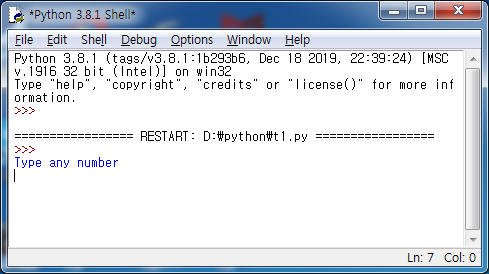 *Python 3.8.1 Shell*
File Edit Shell Debug Options Window Help
Python 3.8.1 (tags/v3.8.1:1b293b6, Dec 18 2019, 22:39:24) [MSC
v.1916 32 bit (Intel)] on win32
Type "help", "copyright", "credits" or "license()" for more inf
ormation.
>>>
================= RESTART: D:₩python₩t1.py =================
>>>
Type any number
Ln: 7 Col: 0